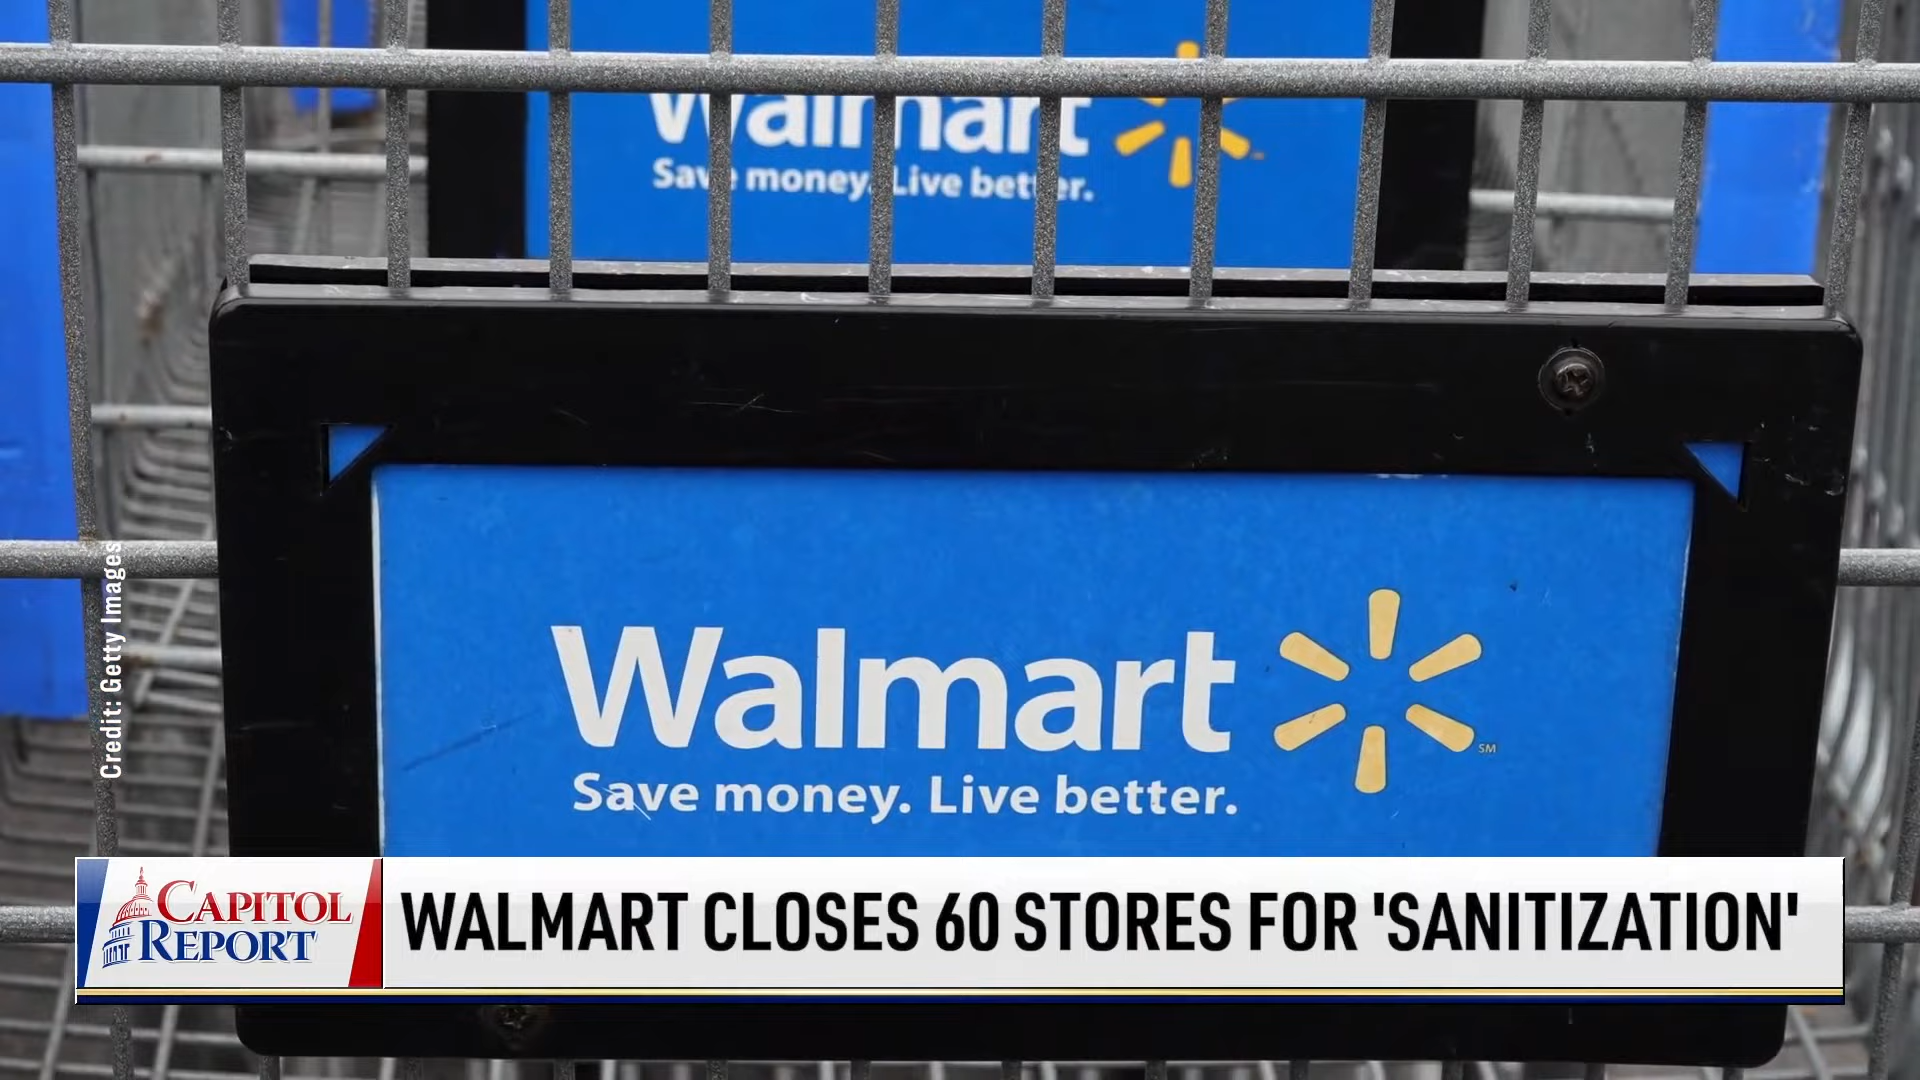 Walmart
Save money. Live better.
Walmart
SM
Save money. Live better.
Credit: Getty Images
CAPITOL
REPORT
WALMART CLOSES 60 STORES FOR 'SANITIZATION'